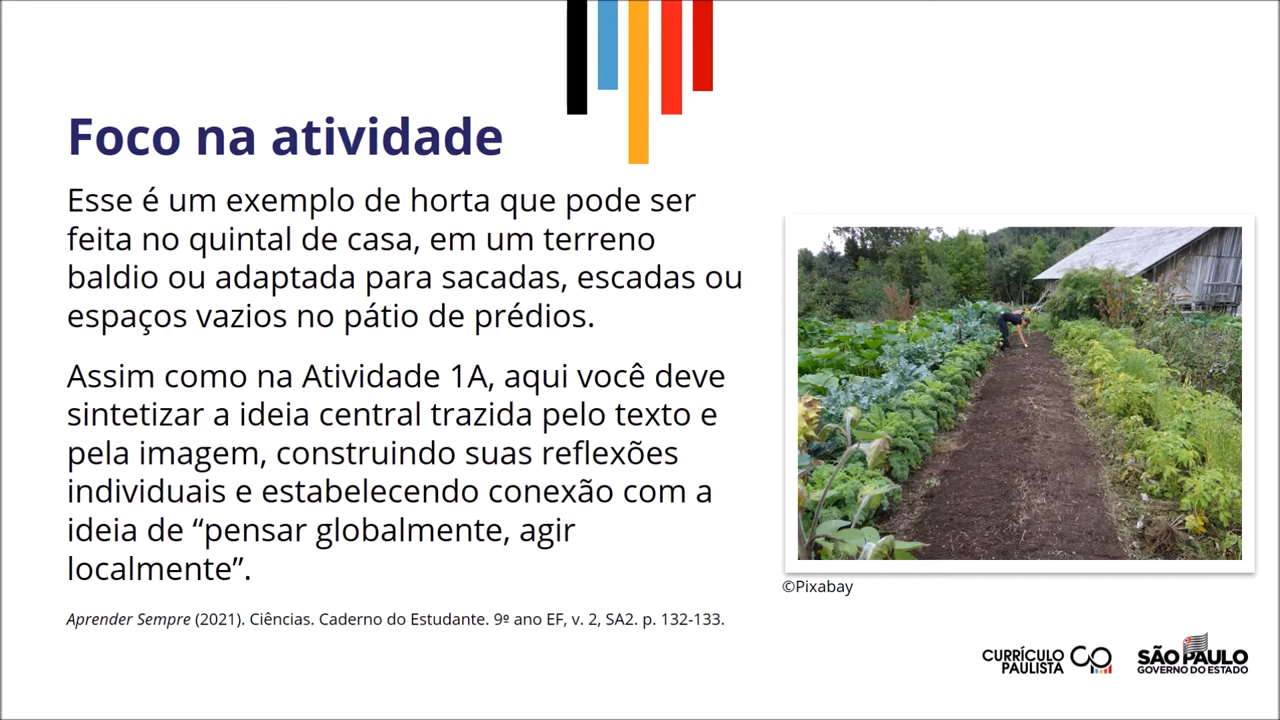 Foco na atividade
Esse é um exemplo de horta que pode ser
feita no quintal de casa, em um terreno
baldio ou adaptada para sacadas, escadas ou
espaços vazios no pátio de prédios.
Assim como na Atividade 1A, aqui você deve
sintetizar a ideia central trazida pelo texto e
pela imagem, construindo suas reflexões
individuais e estabelecendo conexão com a
ideia de “pensar globalmente, agir
localmente”.
Aprender Sempre (2021). Ciências. Caderno do Estudante. 9º ano EF, v. 2, SA2. p. 132-133.
©Pixabay
CURRÍCULO
PAULISTA
SÃO PAULO
GOVERNO DO ESTADO